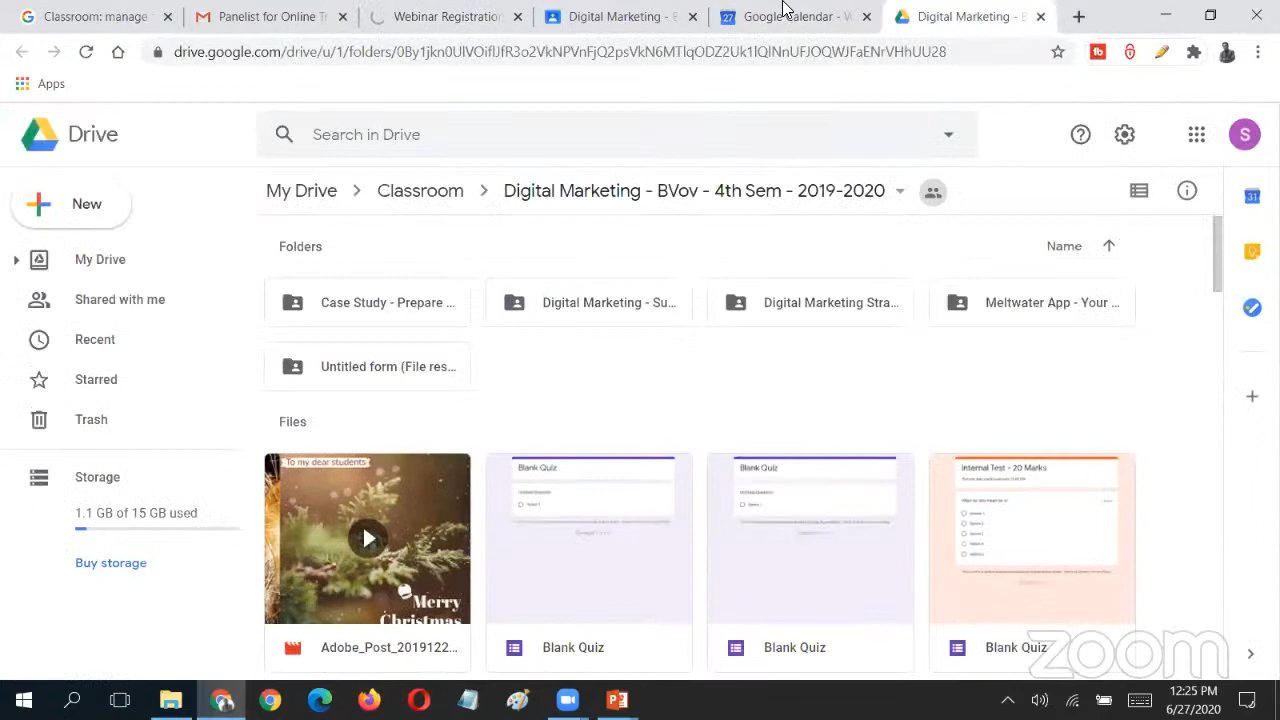 Classroom: manage
Panelist for Online Tr
Webinar Registration
Digital Marketing - B
Google Calendar - W
Digital Marketing - B
drive.google.com/drive/u/1/folders/
Apps
Drive
Search in Drive
My Drive > Classroom > Digital Marketing - BVov - 4th Sem - 2019-2020
New
My Drive
Shared with me
Recent
Starred
Trash
Storage
1.1 GB of 15 GB used
Buy storage
Folders
Name
Case Study - Prepare ...
Digital Marketing - Su...
Digital Marketing Stra...
Meltwater App - Your ...
Untitled form (File res...
Files
To my dear students
Merry
Christmas
Adobe_Post_2019122...
Blank Quiz
Blank Quiz
Blank Quiz
Blank Quiz
Internal Test - 20 Marks
Blank Quiz
S
31
zoom
12:25 PM
6/27/2020